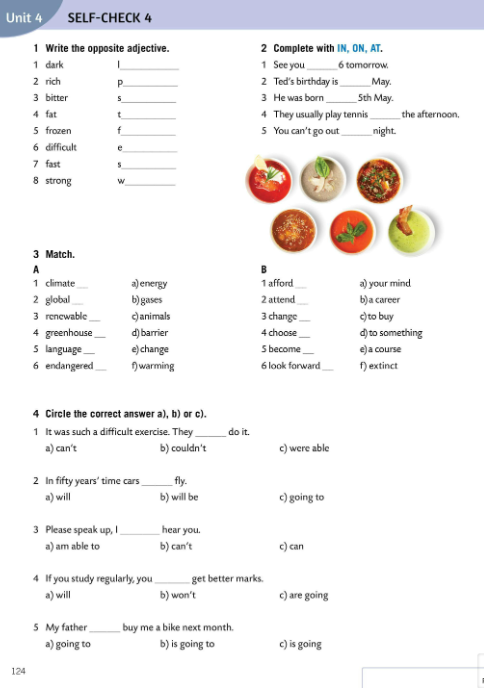 Unit 4 SELF-CHECK 4
1 Write the opposite adjective.
1 dark l____________
2 rich p___________
3 bitter s___________
4 fat t___________
5 frozen f___________
6 difficult e___________
7 fast s___________
8 strong w__________
2 Complete with IN, ON, AT.
1 See you ______ 6 tomorrow.
2 Ted's birthday is ______ May.
3 He was born ______ 5th May.
4 They usually play tennis ______ the afternoon.
5 You can't go out ______ night.
3 Match.
A
1 climate __ a) energy
2 global __ b) gases
3 renewable __ c) animals
4 greenhouse __ d) barrier
5 language __ e) change
6 endangered __ f) warming
B
1 afford __ a) your mind
2 attend __ b) a career
3 change __ c) to buy
4 choose __ d) to something
5 become __ e) a course
6 look forward __ f) extinct
4 Circle the correct answer a), b) or c).
1 It was such a difficult exercise. They ______ do it.
a) can't b) couldn't c) were able
2 In fifty years' time cars ______ fly.
a) will b) will be c) going to
3 Please speak up, I ________ hear you.
a) am able to b) can't c) can
4 If you study regularly, you _______ get better marks.
a) will b) won't c) are going
5 My father ______ buy me a bike next month.
a) going to b) is going to c) is going
124